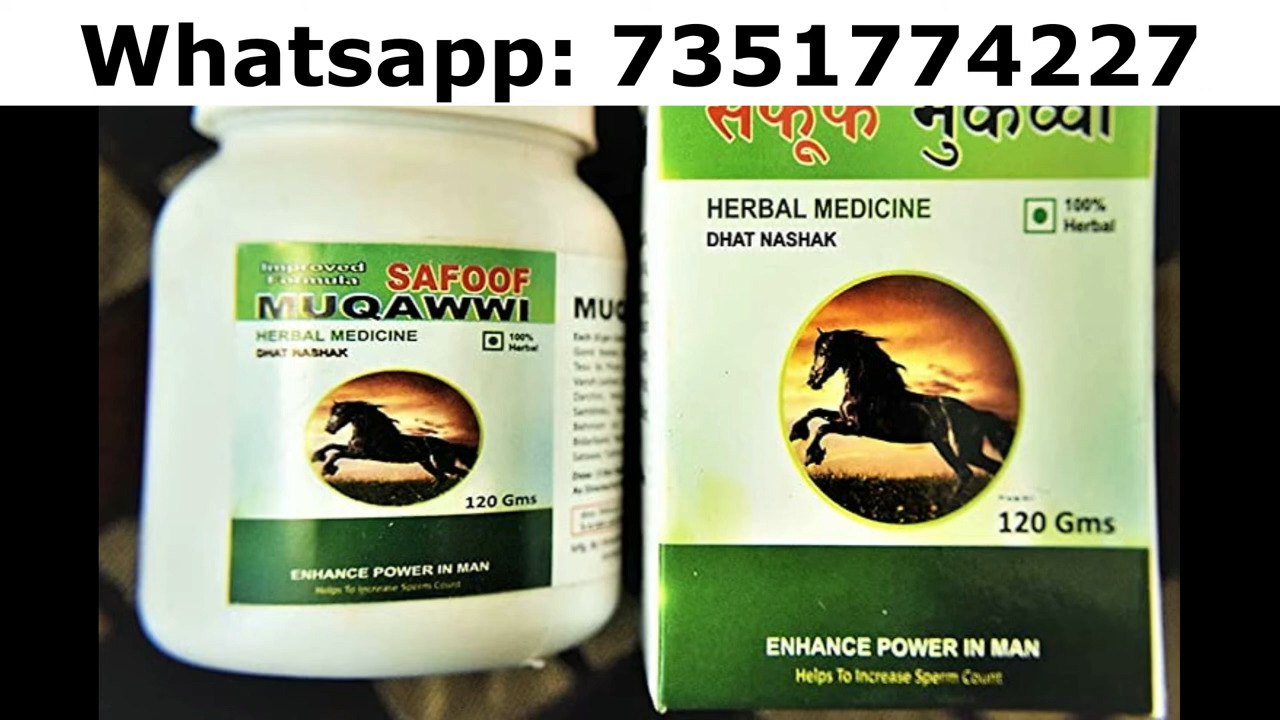 Whatsapp: 7351774227
सफूफ मुकव्वी
HERBAL MEDICINE
DHAT NASHAK
100%
Herbal
120 Gms
ENHANCE POWER IN MAN
Helps To Increase Sperm Count
Improved
Formula
SAFOOF
MUQAWWI
HERBAL MEDICINE
DHAT NASHAK
100%
Herbal
120 Gms
ENHANCE POWER IN MAN
Helps To Increase Sperm Count